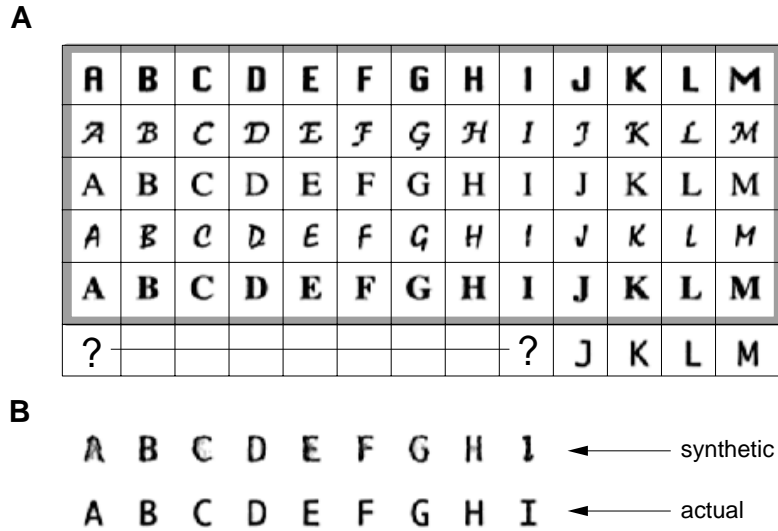 A
A B C D E F G H I J K L M
A B C D E F G H I J K L M
A B C D E F G H I J K L M
A B C D E F G H I J K L M
A B C D E F G H I J K L M
? ? J K L M
B
A B C D E F G H I synthetic
A B C D E F G H I actual